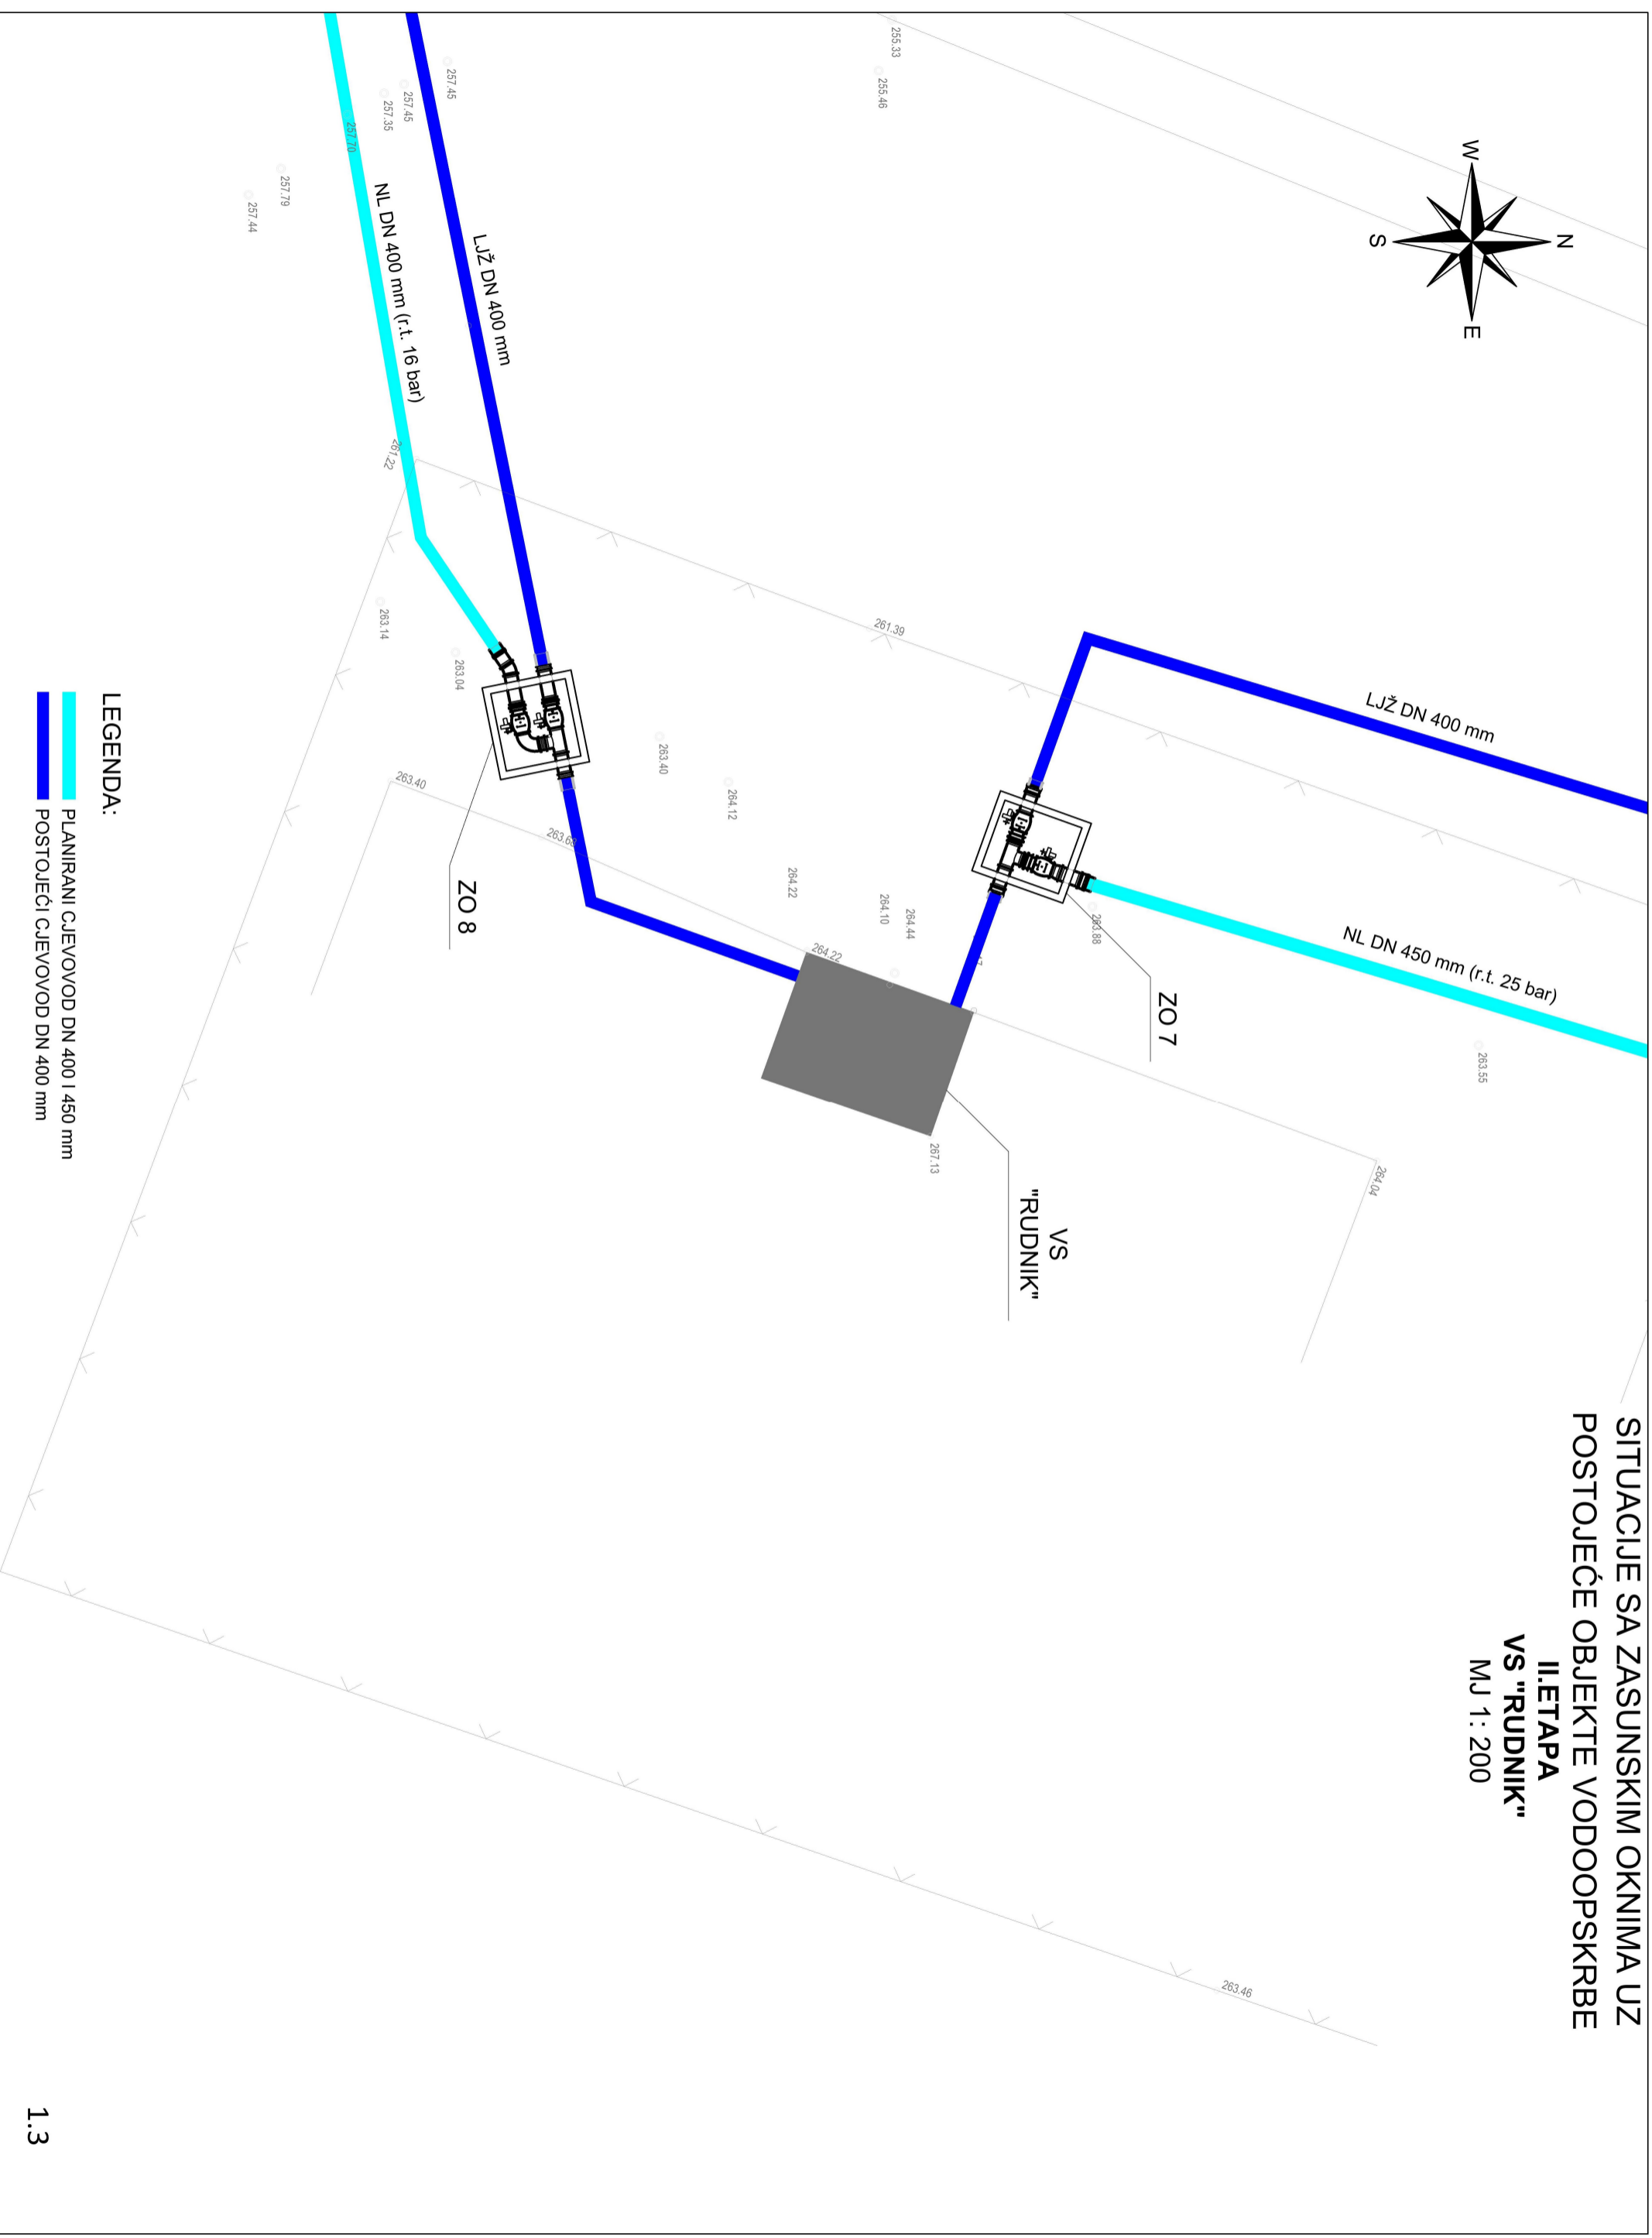 SITUACIJE SA ZASUNSKIM OKNIMA UZ
POSTOJEĆE OBJEKTE VODOOPSKRBE
II.ETAPA
VS "RUDNIK"
MJ 1: 200
N
W
E
S
255.33
255.46
257.45
257.45
257.35
257.70
257.79
257.44
LJŽ DN 400 mm
NL DN 400 mm (r.t. 16 bar)
261.22
261.39
LJŽ DN 400 mm
NL DN 450 mm (r.t. 25 bar)
263.14
263.04
263.40
264.12
263.40
264.22
264.10
264.44
264.22
263.88
263.55
ZO 7
ZO 8
VS
"RUDNIK"
267.13
264.04
263.46
LEGENDA:
PLANIRANI CJEVOVOD DN 400 I 450 mm
POSTOJEĆI CJEVOVOD DN 400 mm
1.3